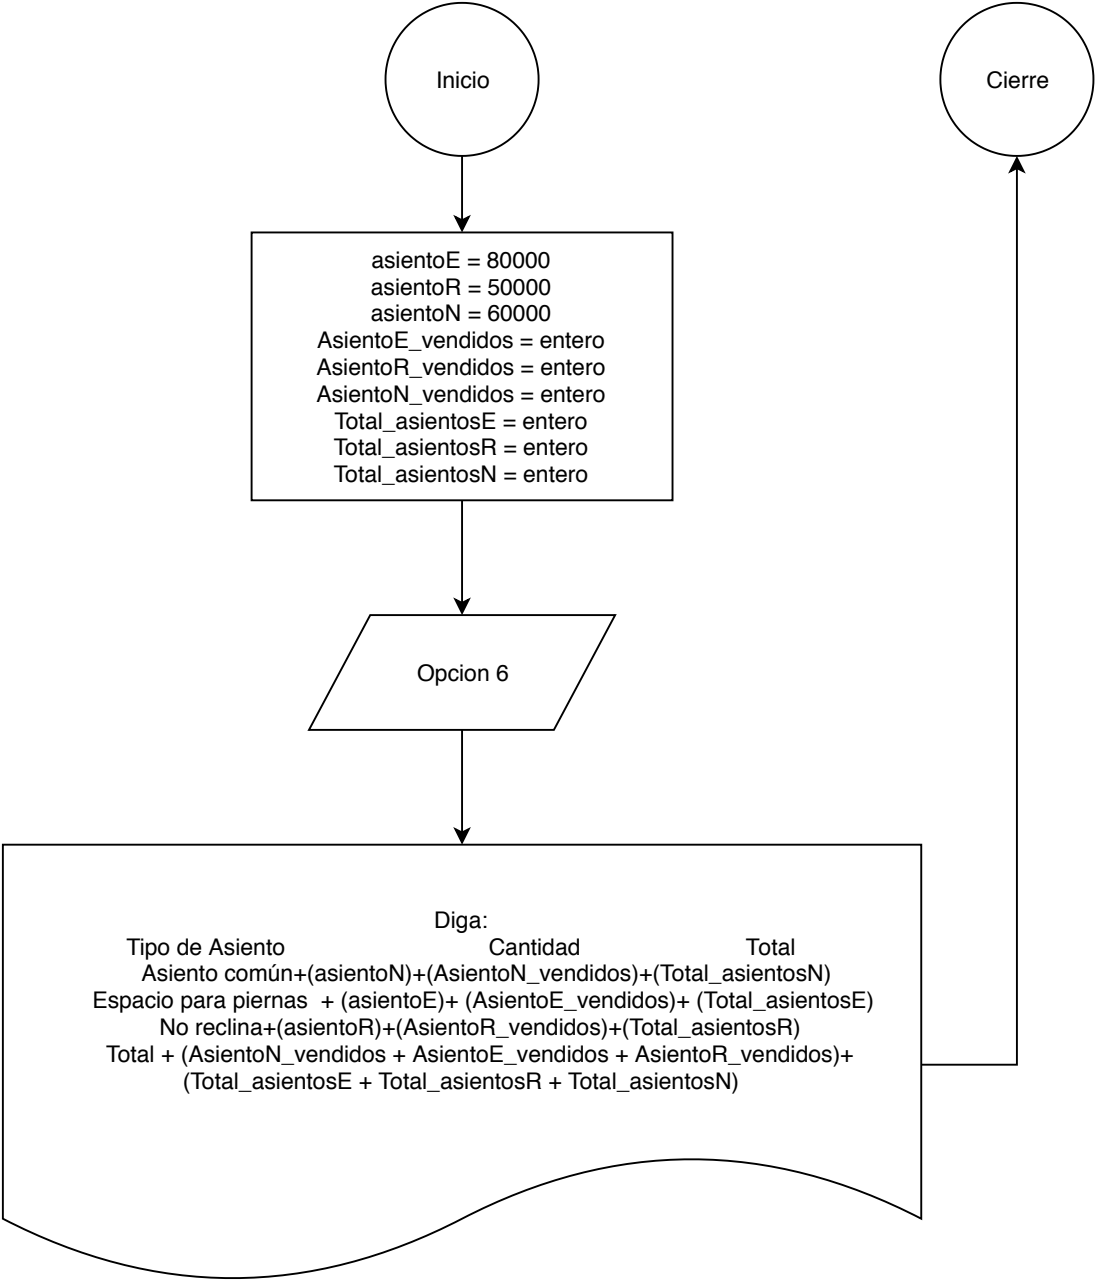 Inicio
Cierre
asientoE = 80000
asientoR = 50000
asientoN = 60000
AsientoE_vendidos = entero
AsientoR_vendidos = entero
AsientoN_vendidos = entero
Total_asientosE = entero
Total_asientosR = entero
Total_asientosN = entero
Opcion 6
Diga:
Tipo de Asiento Cantidad Total
Asiento común+(asientoN)+(AsientoN_vendidos)+(Total_asientosN)
Espacio para piernas + (asientoE)+ (AsientoE_vendidos)+ (Total_asientosE)
No reclina+(asientoR)+(AsientoR_vendidos)+(Total_asientosR)
Total + (AsientoN_vendidos + AsientoE_vendidos + AsientoR_vendidos)+
(Total_asientosE + Total_asientosR + Total_asientosN)